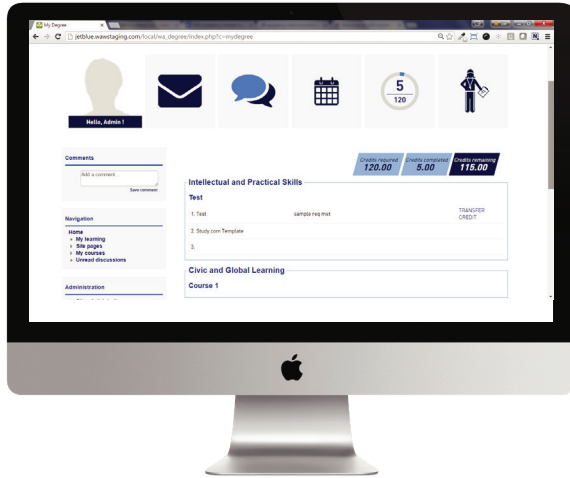 My Degree
jetblue.wawstaging.com/local/wa_degree/index.php?c=mydegree
5
120
Hello, Admin !
Comments
Add a comment...
Save comment
Credits required
120.00
Credits completed
5.00
Credits remaining
115.00
Intellectual and Practical Skills
Test
1. Test
sample req met
TRANSFER
CREDIT
2. Study.com Template
3.
Navigation
Home
My learning
Site pages
My courses
Unread discussions
Civic and Global Learning
Course 1
Administration